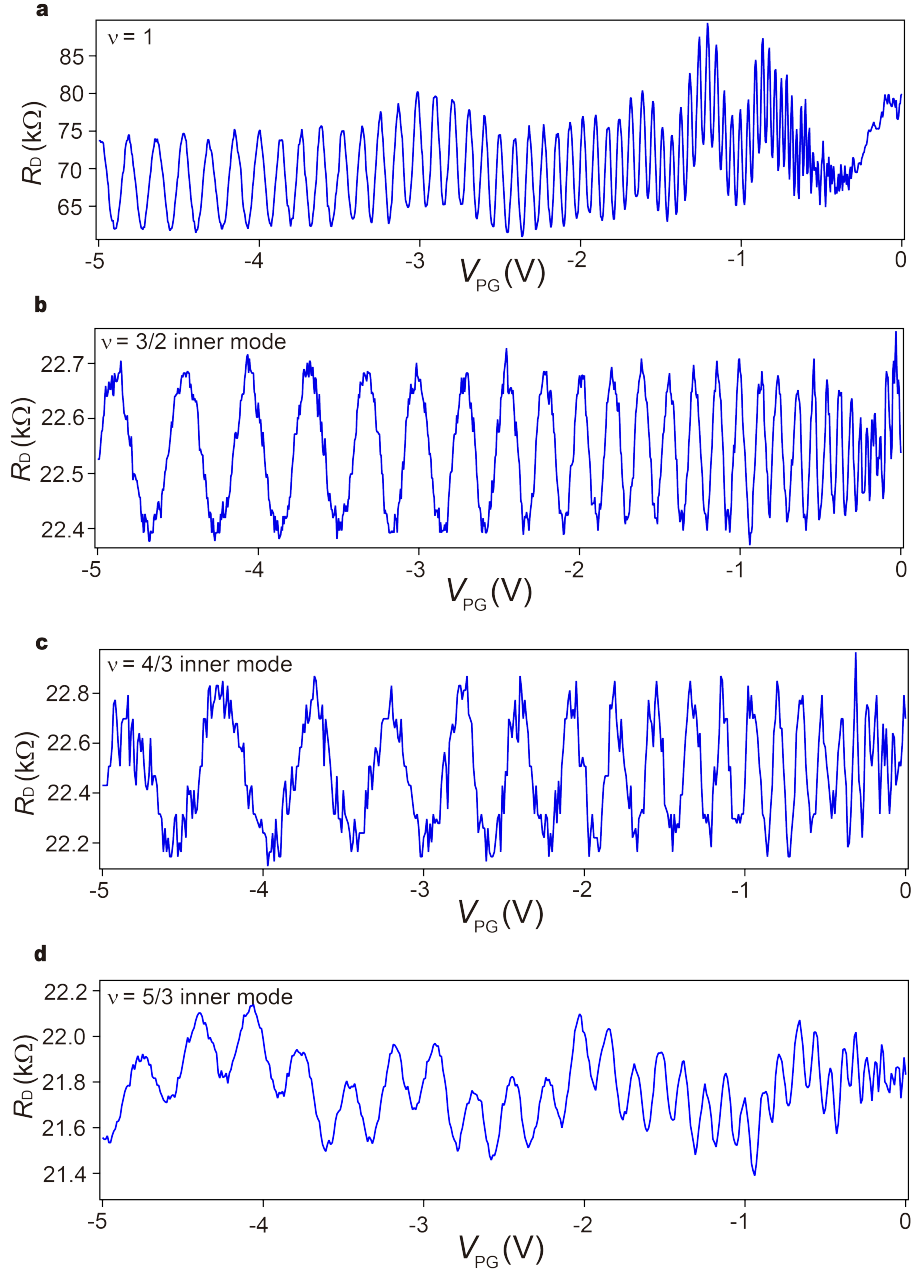 a
ν = 1
85
80
75
70
65
R_D (kΩ)
-5 -4 -3 -2 -1 0
V_PG (V)
b
ν = 3/2 inner mode
22.7
22.6
22.5
22.4
R_D (kΩ)
-5 -4 -3 -2 -1 0
V_PG (V)
c
ν = 4/3 inner mode
22.8
22.6
22.4
22.2
R_D (kΩ)
-5 -4 -3 -2 -1 0
V_PG (V)
d
ν = 5/3 inner mode
22.2
22.0
21.8
21.6
21.4
R_D (kΩ)
-5 -4 -3 -2 -1 0
V_PG (V)